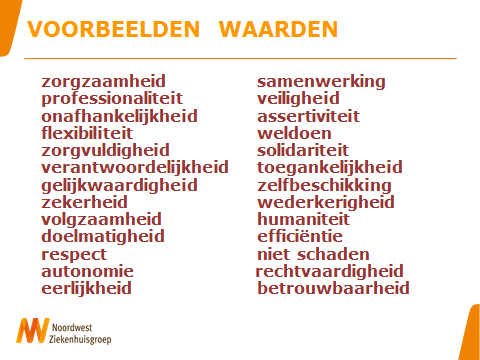 VOORBEELDEN WAARDEN
zorgzaamheid
professionaliteit
onafhankelijkheid
flexibiliteit
zorgvuldigheid
verantwoordelijkheid
gelijkwaardigheid
zekerheid
volgzaamheid
doelmatigheid
respect
autonomie
eerlijkheid
samenwerking
veiligheid
assertiviteit
weldoen
solidariteit
toegankelijkheid
zelfbeschikking
wederkerigheid
humaniteit
efficiëntie
niet schaden
rechtvaardigheid
betrouwbaarheid
Noordwest
Ziekenhuisgroep